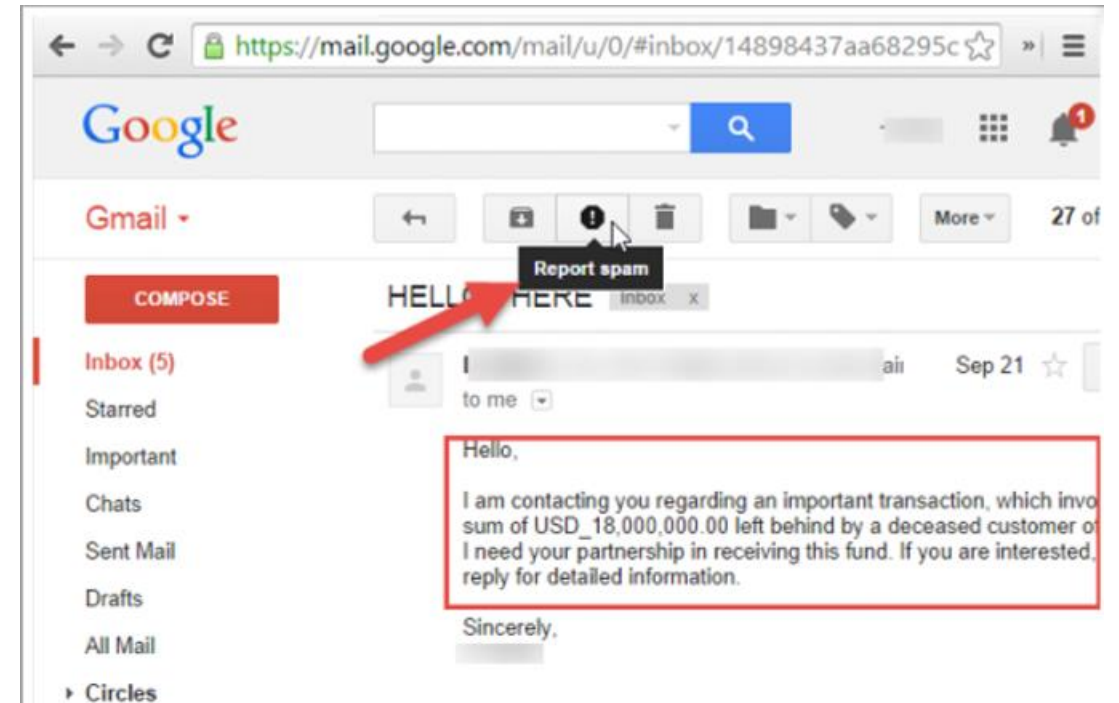 https://mail.google.com/mail/u/0/#inbox/14898437aa68295c »
Google
1
Gmail
More
27 of
Report spam
COMPOSE
HELLO HERE Inbox x
Inbox (5)
Sep 21
Starred
to me
Important
Hello,
Chats
I am contacting you regarding an important transaction, which invo
sum of USD_18,000,000.00 left behind by a deceased customer of
Sent Mail
I need your partnership in receiving this fund. If you are interested,
reply for detailed information.
Drafts
All Mail
Sincerely,
Circles